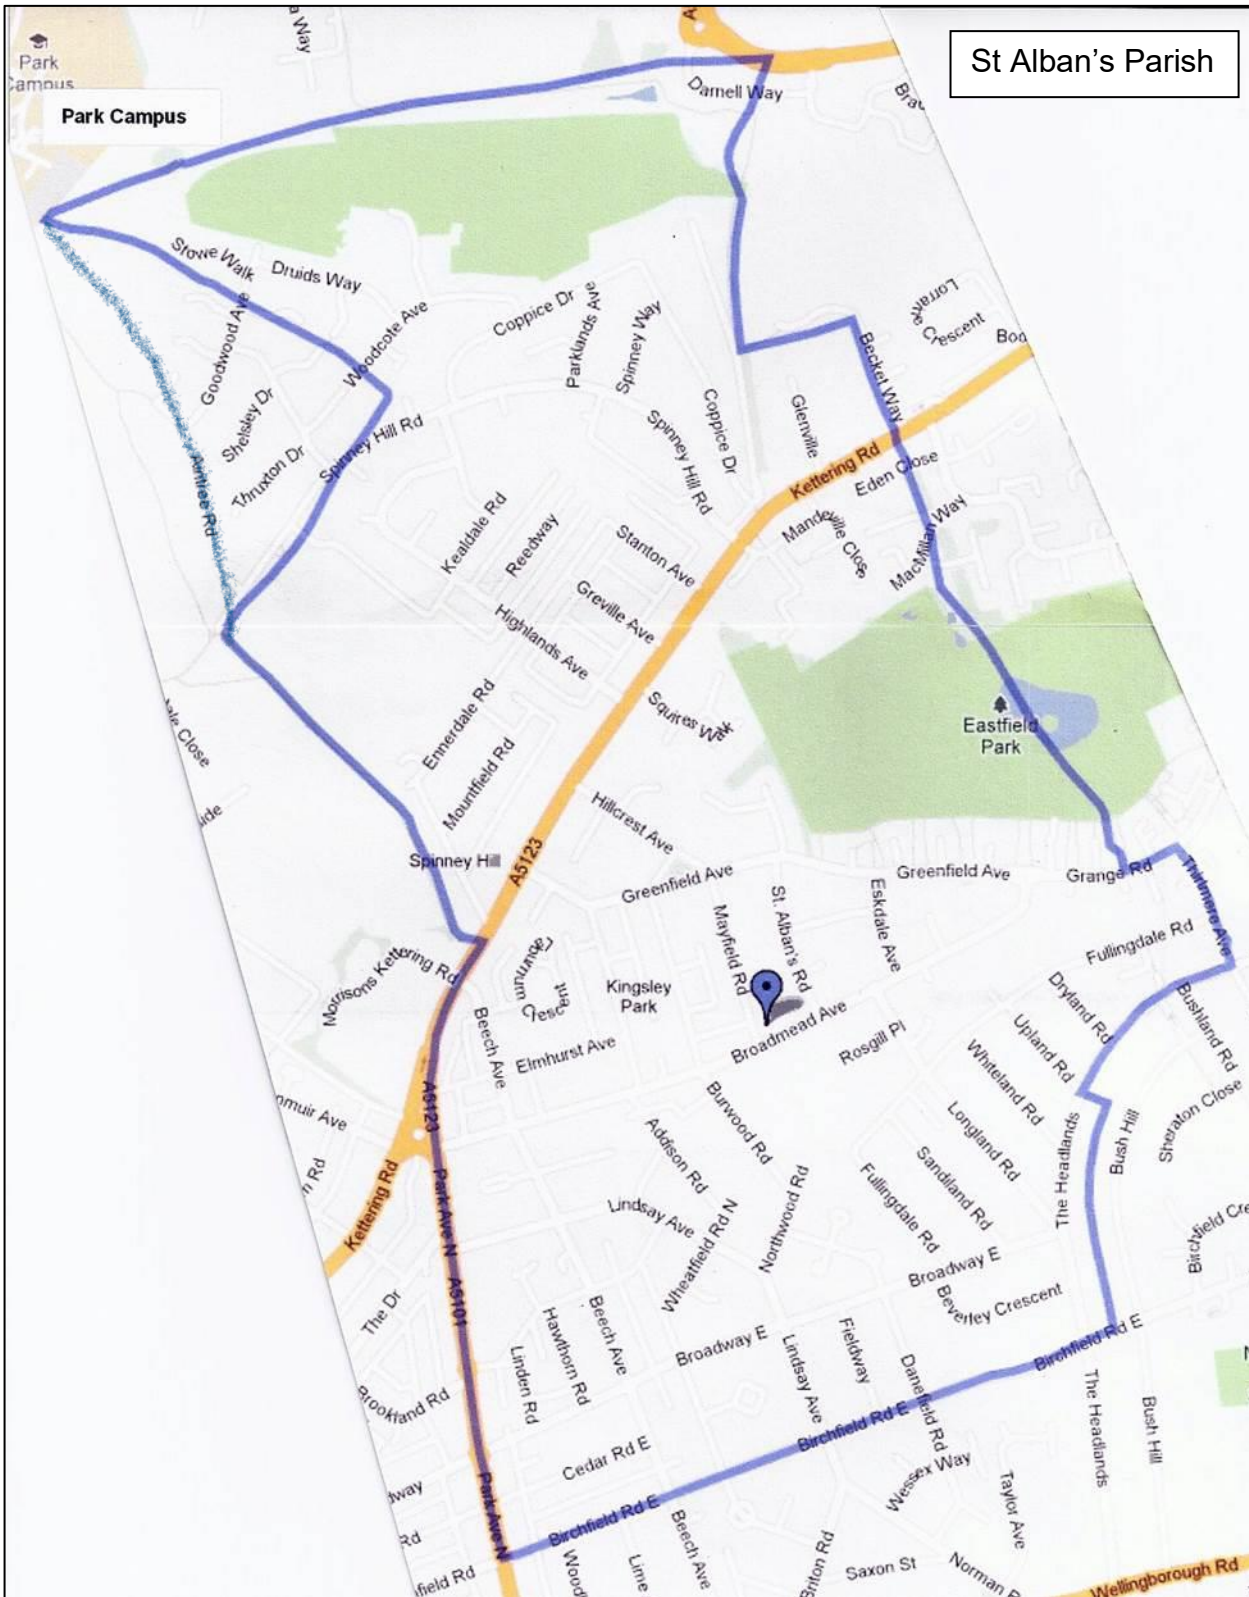 St Alban's Parish
a Way
Park
Campus
Park Campus
Darnell Way
Stowe Walk
Druids Way
Goodwood Ave
Woodcote Ave
Coppice Dr
Parklands Ave
Spinney Way
Becket Way
Shelsley Dr
Thruxton Dr
Spinney Hill Rd
Aintree Rd
Spinney Hill Rd
Coppice Dr
Glenville
Kettering Rd
Eden Close
Mandeville Close
MacMillan Way
Kealdale Rd
Reedway
Stanton Ave
Greville Ave
Highlands Ave
Squires Walk
Ennerdale Rd
Mountfield Rd
Eastfield
Park
Hillcrest Ave
Spinney Hill
A5123
Greenfield Ave
Greenfield Ave
Grange Rd
Thirlmere Ave
Eskdale Ave
St. Alban's Rd
Mayfield Rd
Fullingdale Rd
Morrisons Kettering Rd
Laburnum Crescent
Kingsley
Park
Beech Ave
Elmhurst Ave
Broadmead Ave
Rosgill Pl
Dryland Rd
Upland Rd
Whiteland Rd
Bushland Rd
Sheraton Close
A5123
Addison Rd
Burwood Rd
Longland Rd
Sandiland Rd
Fullingdale Rd
The Headlands
Bush Hill
Kettering Rd
Park Ave N
Lindsay Ave
Wheatfield Rd N
Northwood Rd
Broadway E
Beverley Crescent
A5101
The Dr
Beech Ave
Hawthorn Rd
Linden Rd
Broadway E
Lindsay Ave
Fieldway
Danefield Rd
Birchfield Rd E
The Headlands
Bush Hill
Brookland Rd
Cedar Rd E
Birchfield Rd E
Wessex Way
Taylor Ave
Park Ave N
Birchfield Rd E
Beech Ave
Lime
Saxon St
Wellingborough Rd